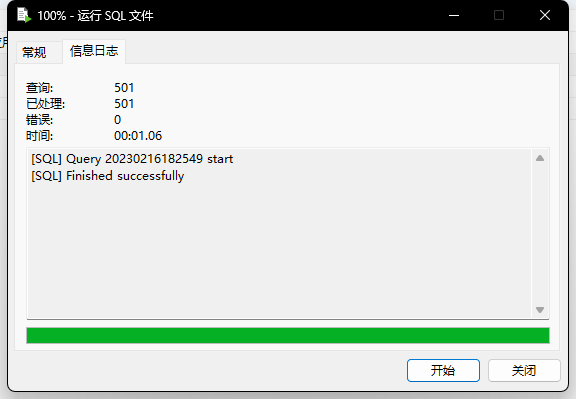 100% - 运行 SQL 文件
常规 信息日志
查询: 501
已处理: 501
错误: 0
时间: 00:01.06
[SQL] Query 20230216182549 start
[SQL] Finished successfully
开始 关闭